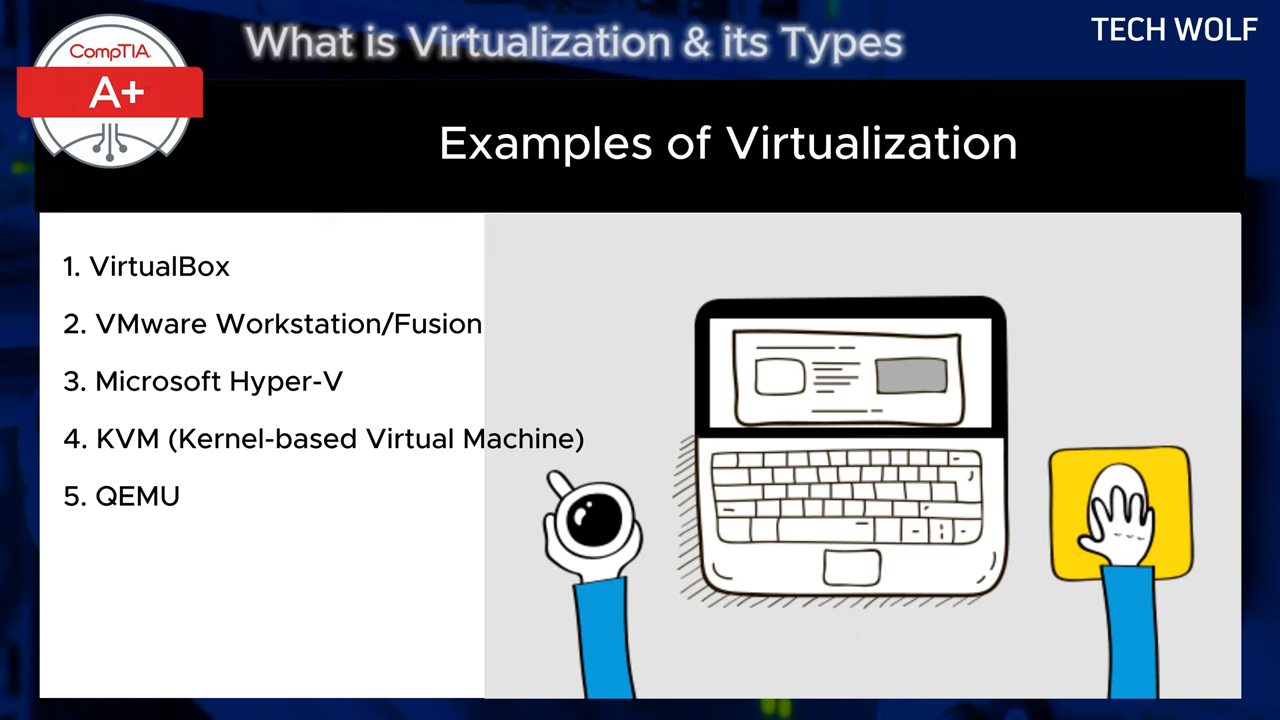 CompTIA.
A+
What is Virtualization & its Types
TECH WOLF
Examples of Virtualization
1. VirtualBox
2. VMware Workstation/Fusion
3. Microsoft Hyper-V
4. KVM (Kernel-based Virtual Machine)
5. QEMU